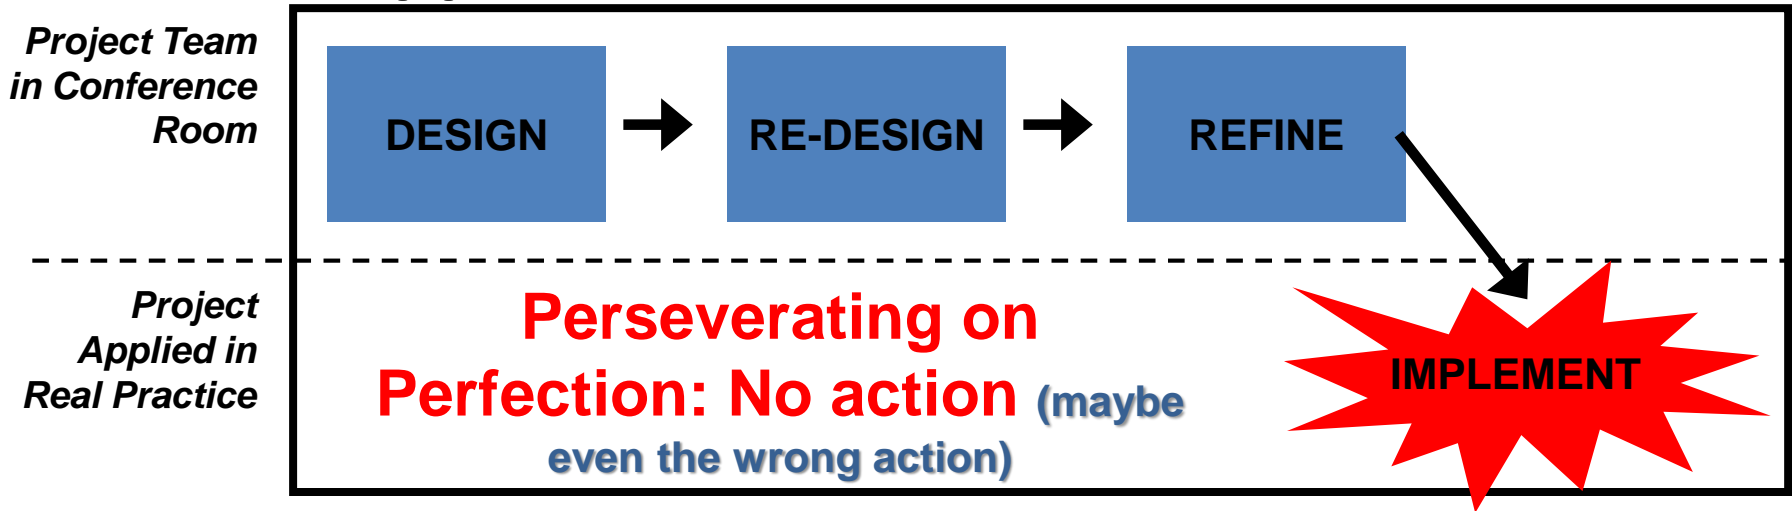 Project Team
in Conference
Room
DESIGN
RE-DESIGN
REFINE
Project
Applied in
Real Practice
Perseverating on
Perfection: No action (maybe
even the wrong action)
IMPLEMENT